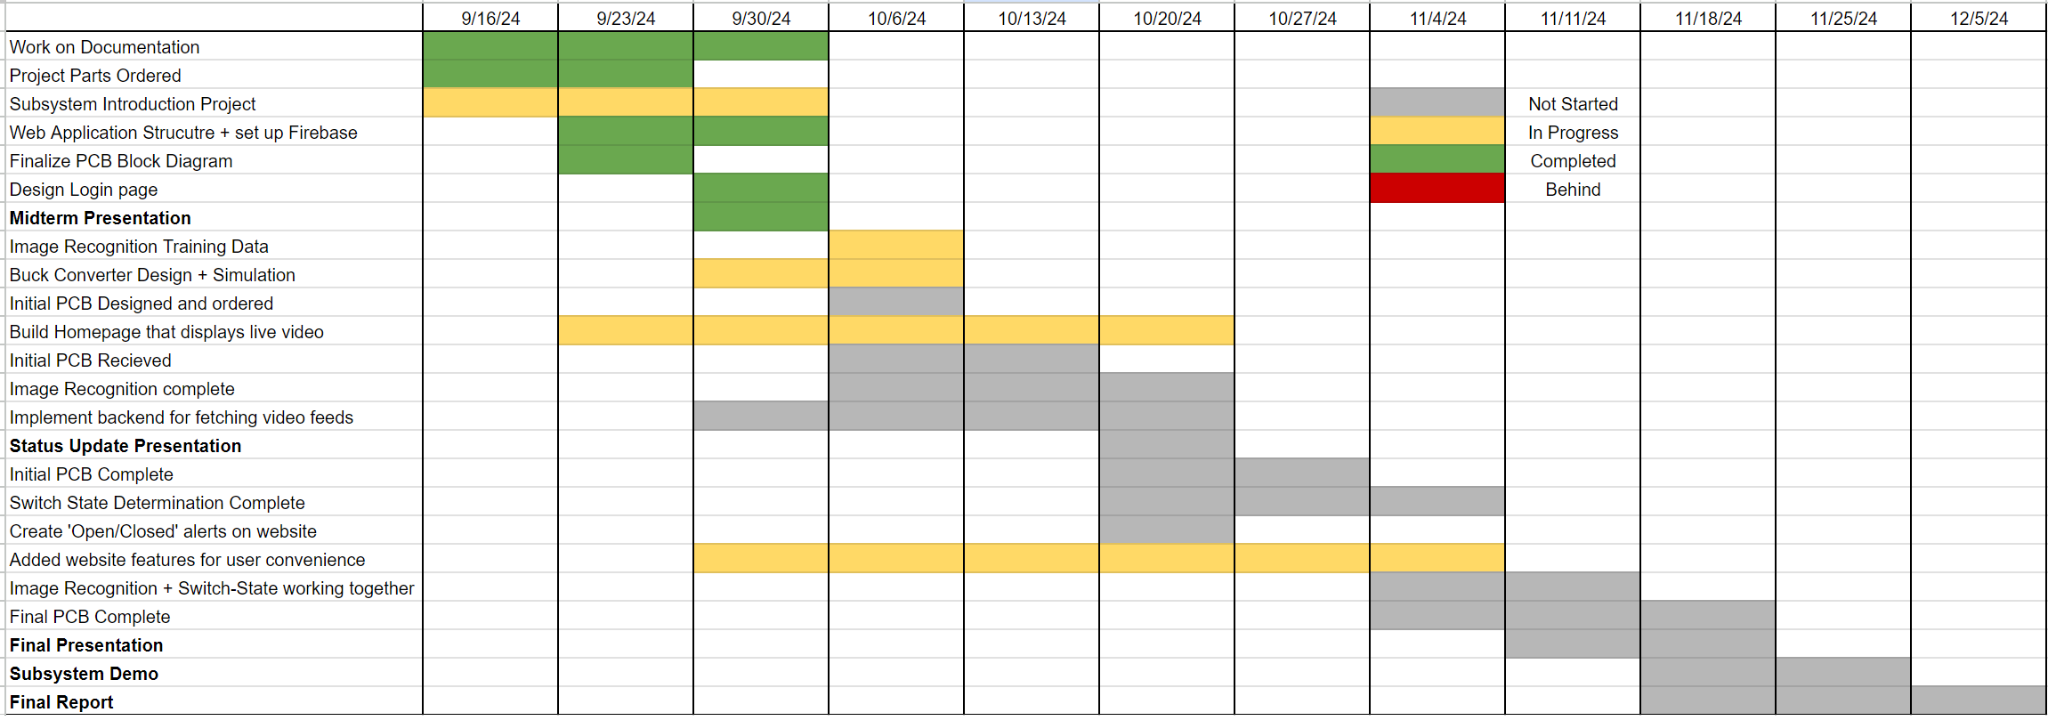 9/16/24 9/23/24 9/30/24 10/6/24 10/13/24 10/20/24 10/27/24 11/4/24 11/11/24 11/18/24 11/25/24 12/5/24
Work on Documentation
Project Parts Ordered
Subsystem Introduction Project Not Started
Web Application Strucutre + set up Firebase In Progress
Finalize PCB Block Diagram Completed
Design Login page Behind
Midterm Presentation
Image Recognition Training Data
Buck Converter Design + Simulation
Initial PCB Designed and ordered
Build Homepage that displays live video
Initial PCB Recieved
Image Recognition complete
Implement backend for fetching video feeds
Status Update Presentation
Initial PCB Complete
Switch State Determination Complete
Create 'Open/Closed' alerts on website
Added website features for user convenience
Image Recognition + Switch-State working together
Final PCB Complete
Final Presentation
Subsystem Demo
Final Report